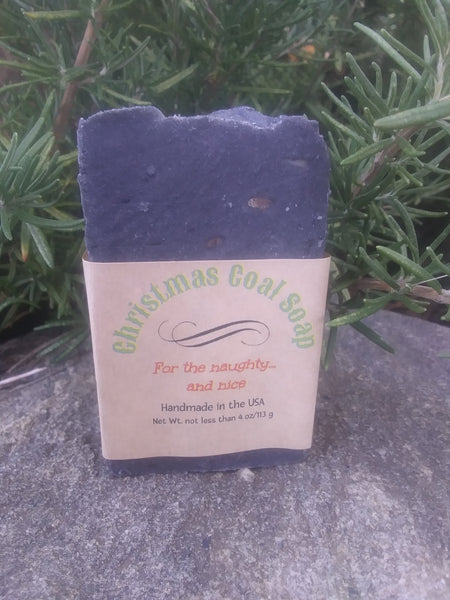 Christmas Coal Soap
For the naughty...
and nice
Handmade in the USA
Net Wt. not less than 4 oz/113 g